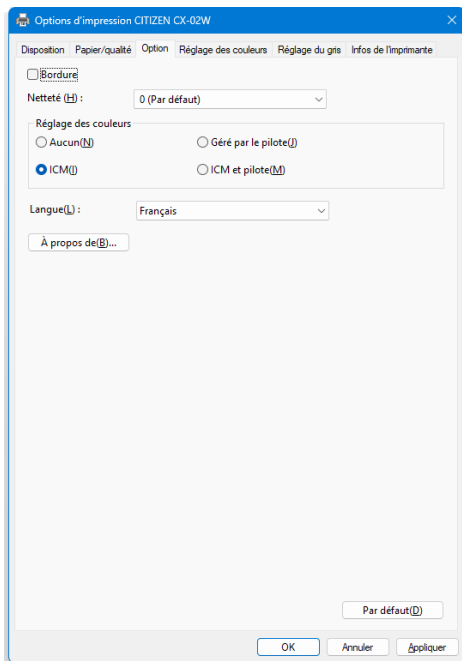 Options d'impression CITIZEN CX-02W
Disposition Papier/qualité Option Réglage des couleurs Réglage du gris Infos de l'imprimante
Bordure
Netteté (H) : 0 (Par défaut)
Réglage des couleurs
Aucun(N) Géré par le pilote(J)
ICM(I) ICM et pilote(M)
Langue(L) : Français
À propos de(B)...
Par défaut(D)
OK Annuler Appliquer